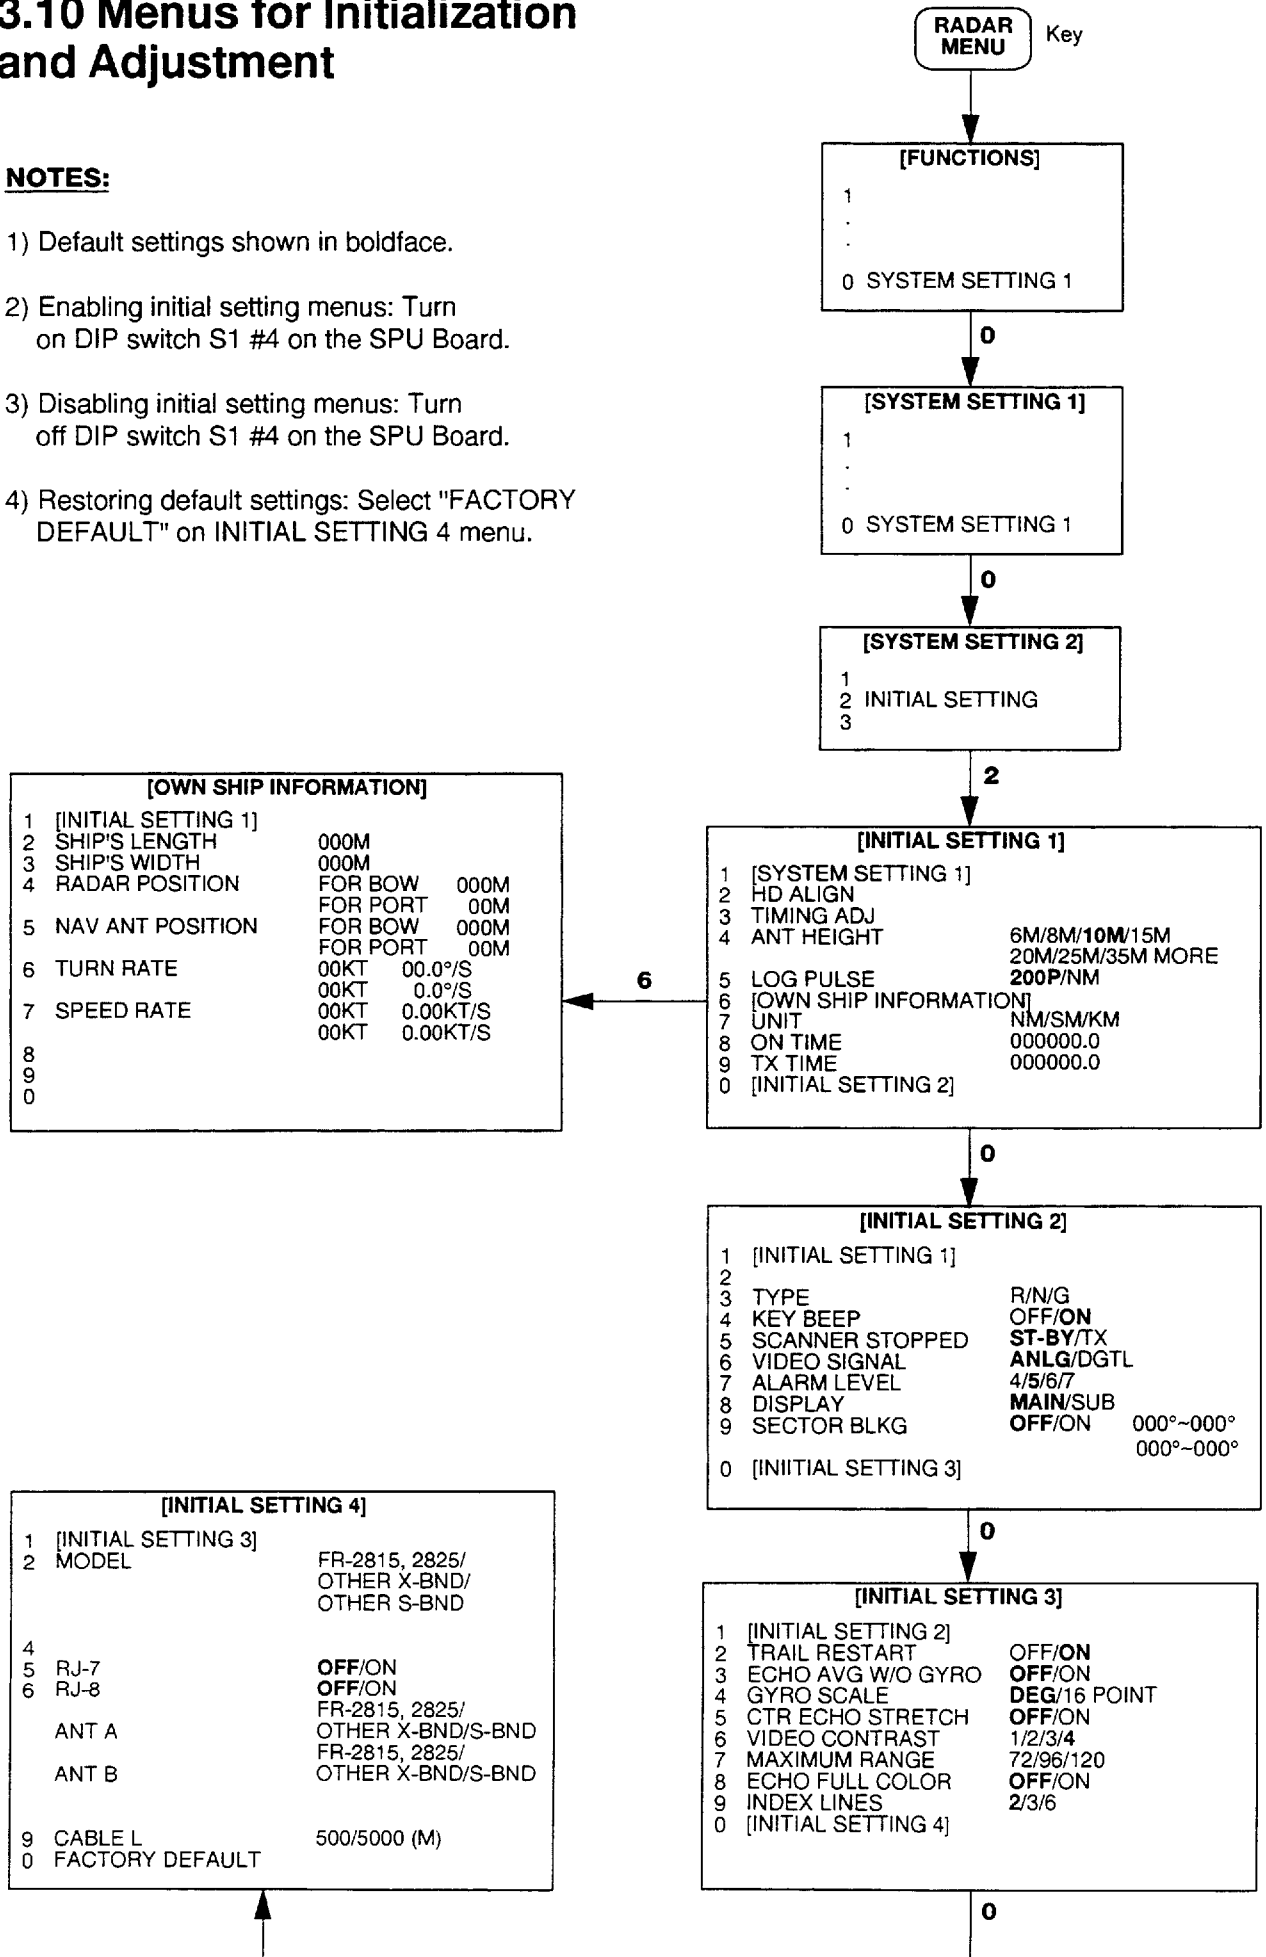 3.10 Menus for Initialization
and Adjustment
NOTES:
1) Default settings shown in boldface.
2) Enabling initial setting menus: Turn
on DIP switch S1 #4 on the SPU Board.
3) Disabling initial setting menus: Turn
off DIP switch S1 #4 on the SPU Board.
4) Restoring default settings: Select "FACTORY
DEFAULT" on INITIAL SETTING 4 menu.
RADAR
MENU
Key
[FUNCTIONS]
1
.
.
0 SYSTEM SETTING 1
0
[SYSTEM SETTING 1]
1
.
.
0 SYSTEM SETTING 1
0
[SYSTEM SETTING 2]
1
2 INITIAL SETTING
3
2
[INITIAL SETTING 1]
1 [SYSTEM SETTING 1]
2 HD ALIGN
3 TIMING ADJ
4 ANT HEIGHT 6M/8M/10M/15M
20M/25M/35M MORE
5 LOG PULSE 200P/NM
6 [OWN SHIP INFORMATION]
7 UNIT NM/SM/KM
8 ON TIME 000000.0
9 TX TIME 000000.0
0 [INITIAL SETTING 2]
6
[OWN SHIP INFORMATION]
1 [INITIAL SETTING 1]
2 SHIP'S LENGTH 000M
3 SHIP'S WIDTH 000M
4 RADAR POSITION FOR BOW 000M
FOR PORT 00M
5 NAV ANT POSITION FOR BOW 000M
FOR PORT 00M
6 TURN RATE 00KT 00.0°/S
00KT 0.0°/S
7 SPEED RATE 00KT 0.00KT/S
00KT 0.00KT/S
8
9
0
0
[INITIAL SETTING 2]
1 [INITIAL SETTING 1]
2
3 TYPE R/N/G
4 KEY BEEP OFF/ON
5 SCANNER STOPPED ST-BY/TX
6 VIDEO SIGNAL ANLG/DGTL
7 ALARM LEVEL 4/5/6/7
8 DISPLAY MAIN/SUB
9 SECTOR BLKG OFF/ON 000°~000°
000°~000°
0 [INIITIAL SETTING 3]
0
[INITIAL SETTING 3]
1 [INITIAL SETTING 2]
2 TRAIL RESTART OFF/ON
3 ECHO AVG W/O GYRO OFF/ON
4 GYRO SCALE DEG/16 POINT
5 CTR ECHO STRETCH OFF/ON
6 VIDEO CONTRAST 1/2/3/4
7 MAXIMUM RANGE 72/96/120
8 ECHO FULL COLOR OFF/ON
9 INDEX LINES 2/3/6
0 [INITIAL SETTING 4]
0
[INITIAL SETTING 4]
1 [INITIAL SETTING 3]
2 MODEL FR-2815, 2825/
OTHER X-BND/
OTHER S-BND
4
5 RJ-7 OFF/ON
6 RJ-8 OFF/ON
FR-2815, 2825/
ANT A OTHER X-BND/S-BND
FR-2815, 2825/
ANT B OTHER X-BND/S-BND
9 CABLE L 500/5000 (M)
0 FACTORY DEFAULT